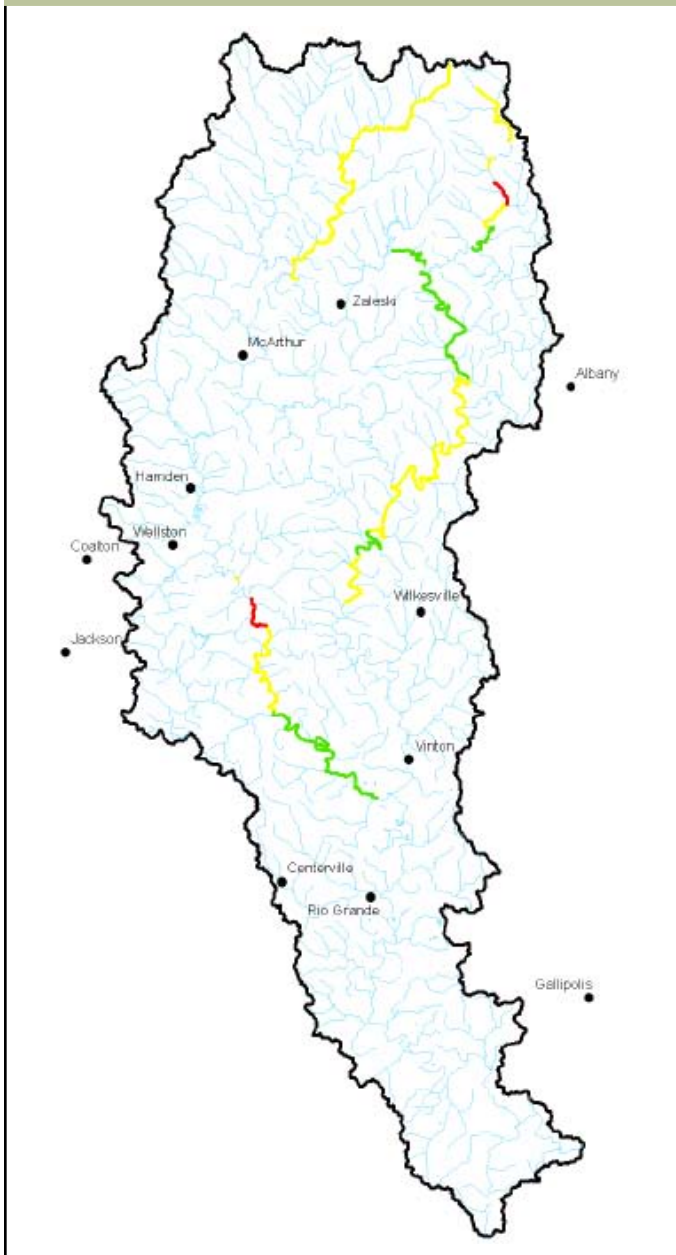 Zaleski
McArthur
Albany
Hamden
Wellston
Coalton
Wilkesville
Jackson
Vinton
Centerville
Rio Grande
Gallipolis